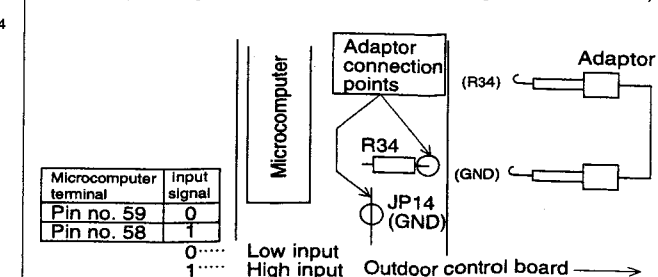 4
Adaptor
connection
points
Microcomputer
Adaptor
(R34)
R34
(GND)
JP14
(GND)
Microcomputer terminal Input signal
Pin no. 59 0
Pin no. 58 1
0····· Low input
1····· High input
Outdoor control board